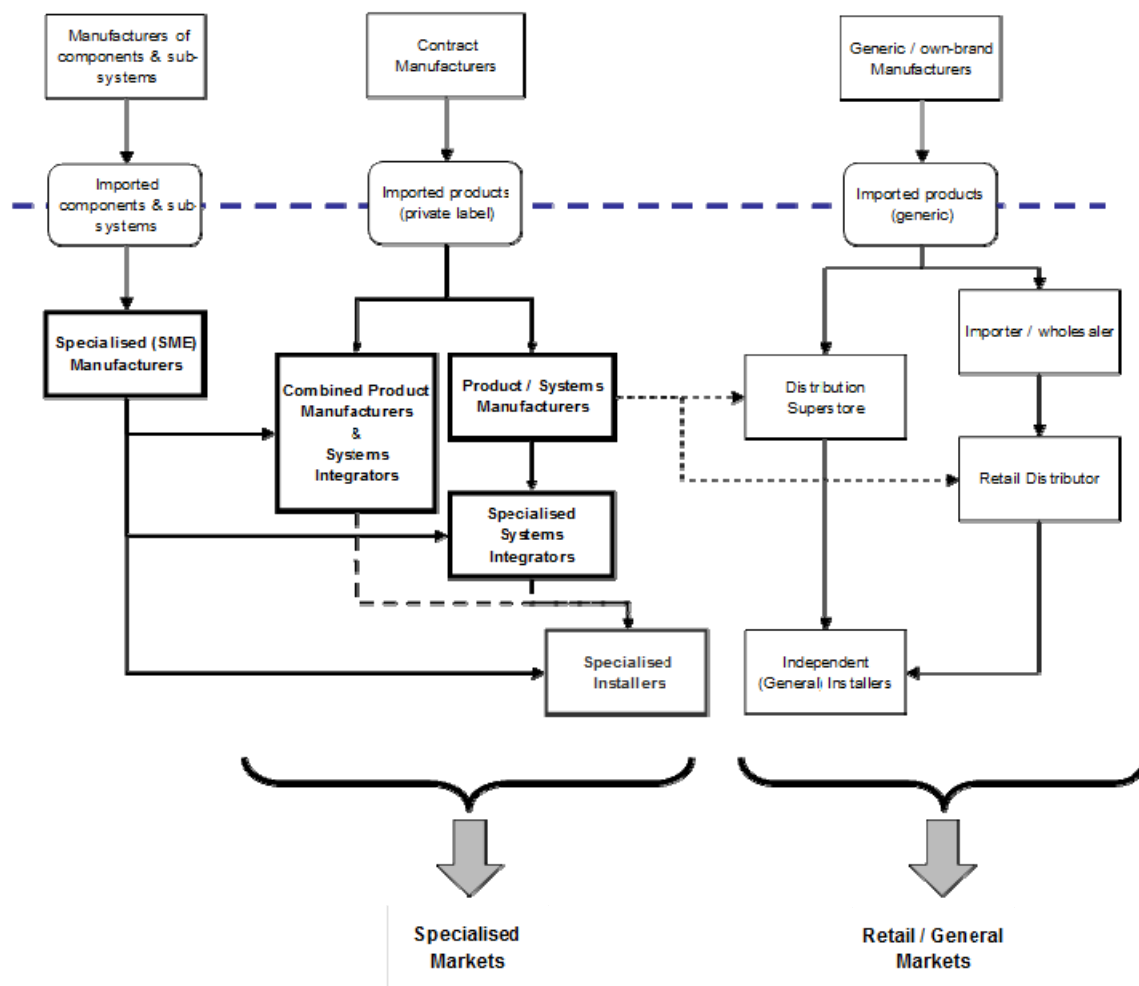 Manufacturers of
components & sub-
systems
Contract
Manufacturers
Generic / own-brand
Manufacturers
Imported
components & sub-
systems
Imported products
(private label)
Imported products
(generic)
Specialised (SME)
Manufacturers
Combined Product
Manufacturers
&
Systems
Integrators
Product / Systems
Manufacturers
Distribution
Superstore
Importer / wholesaler
Retail Distributor
Specialised
Systems
Integrators
Specialised
Installers
Independent
(General) Installers
Specialised
Markets
Retail / General
Markets